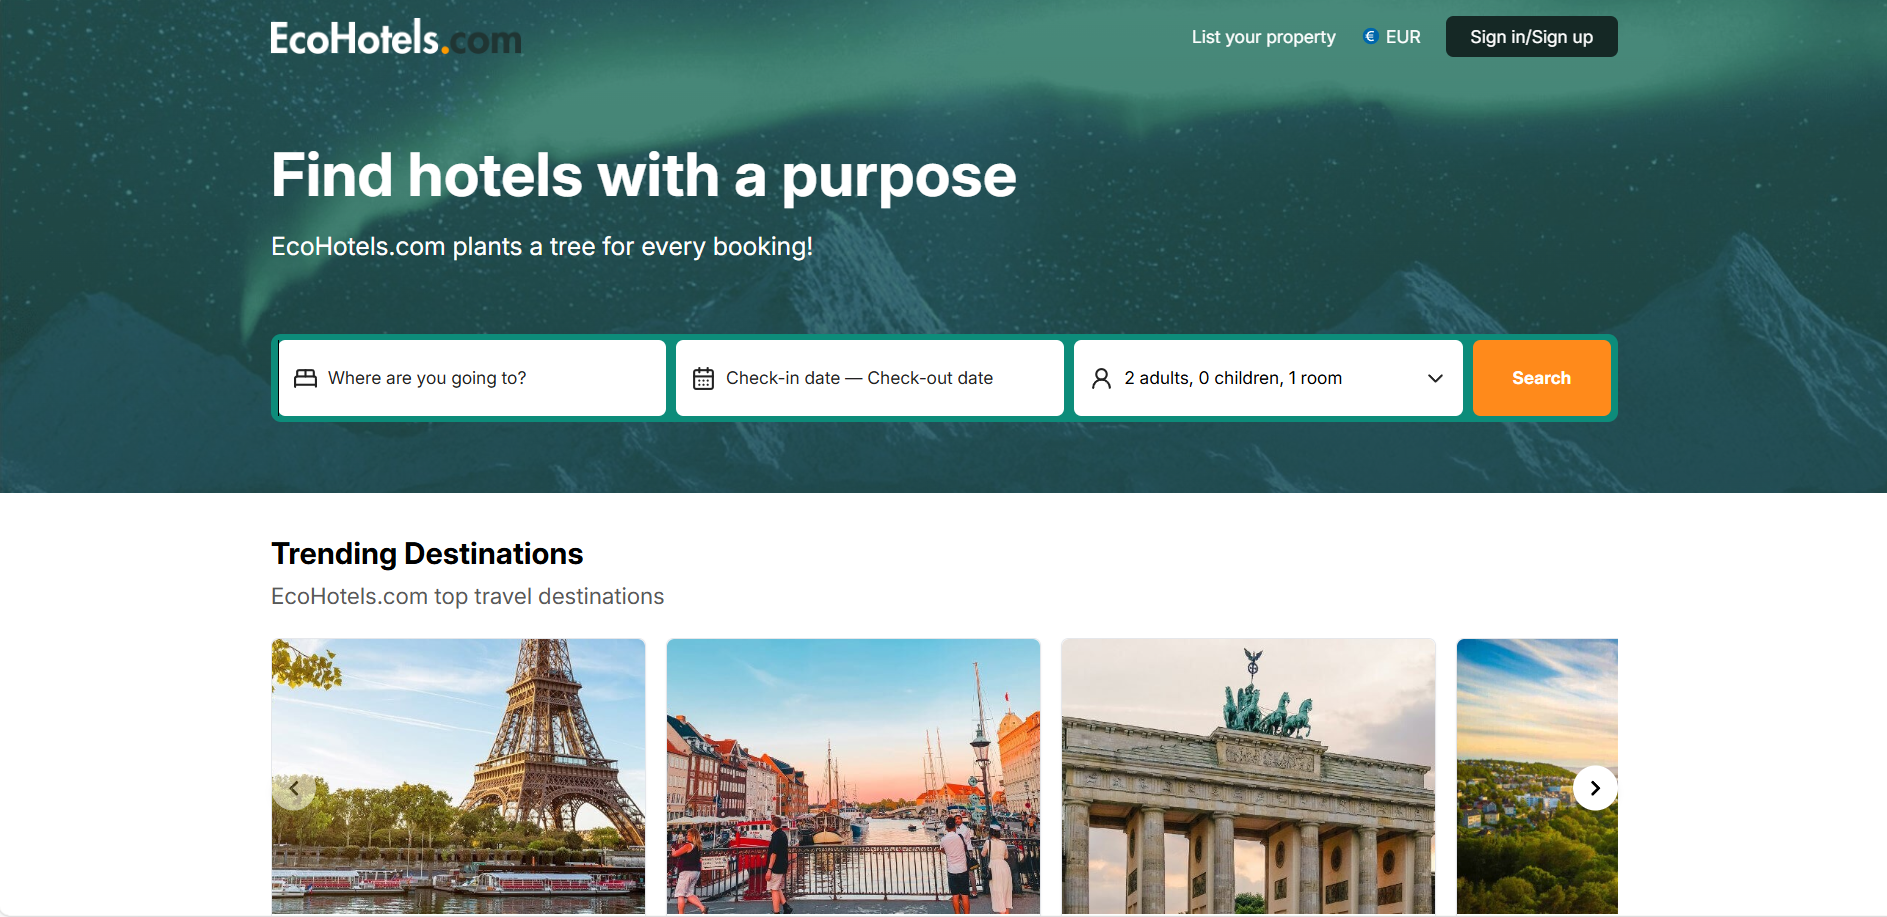 EcoHotels.com
List your property
€ EUR
Sign in/Sign up
Find hotels with a purpose
EcoHotels.com plants a tree for every booking!
Where are you going to?
Check-in date — Check-out date
2 adults, 0 children, 1 room
Search
Trending Destinations
EcoHotels.com top travel destinations